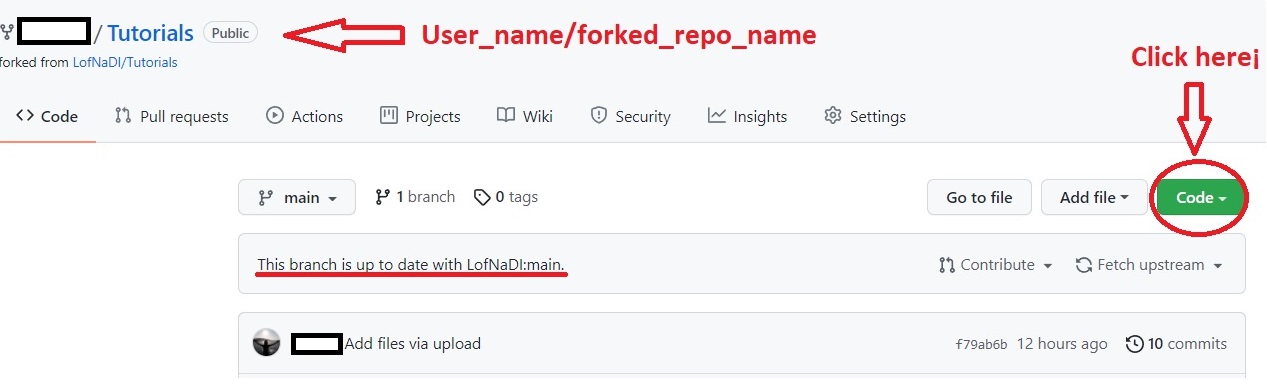 / Tutorials Public
User_name/forked_repo_name
forked from LofNaDI/Tutorials
Click here¡
Code Pull requests Actions Projects Wiki Security Insights Settings
main 1 branch 0 tags Go to file Add file Code
This branch is up to date with LofNaDI:main. Contribute Fetch upstream
Add files via upload f79ab6b 12 hours ago 10 commits